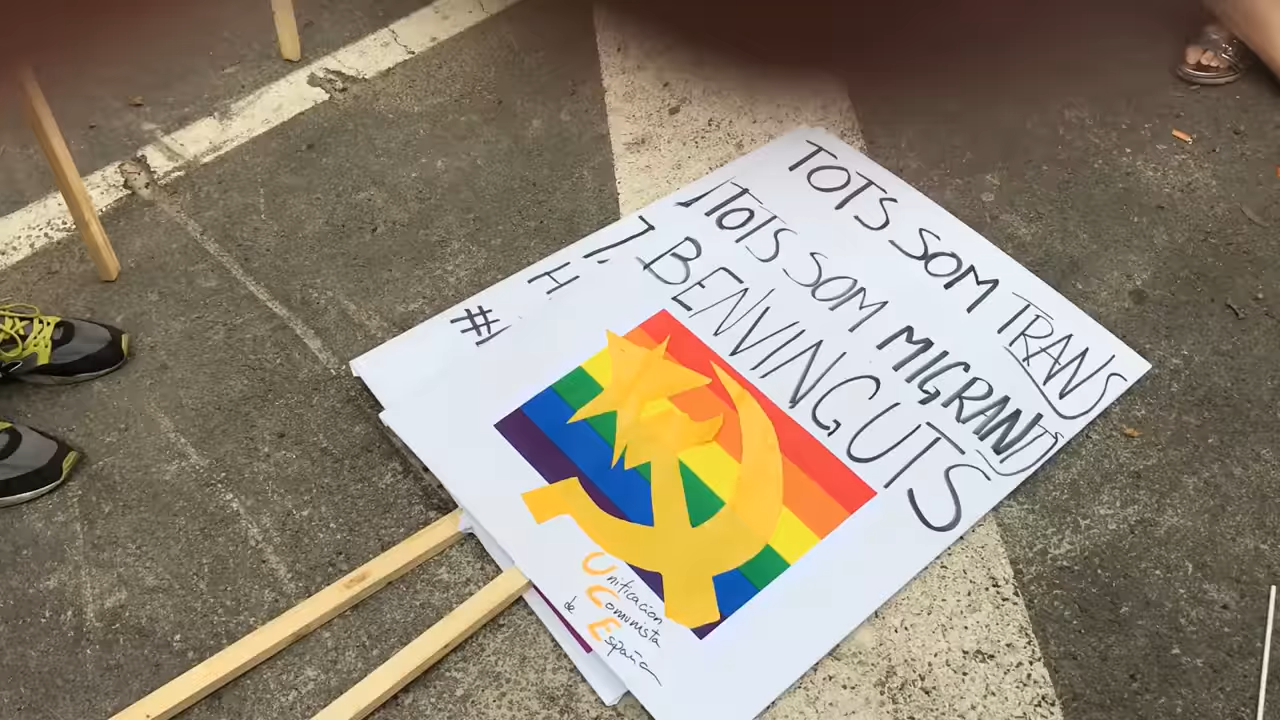 TOTS SOM TRANS
TOTS SOM MIGRANTS
BENVINGUTS
Unificación
Comunista
de España